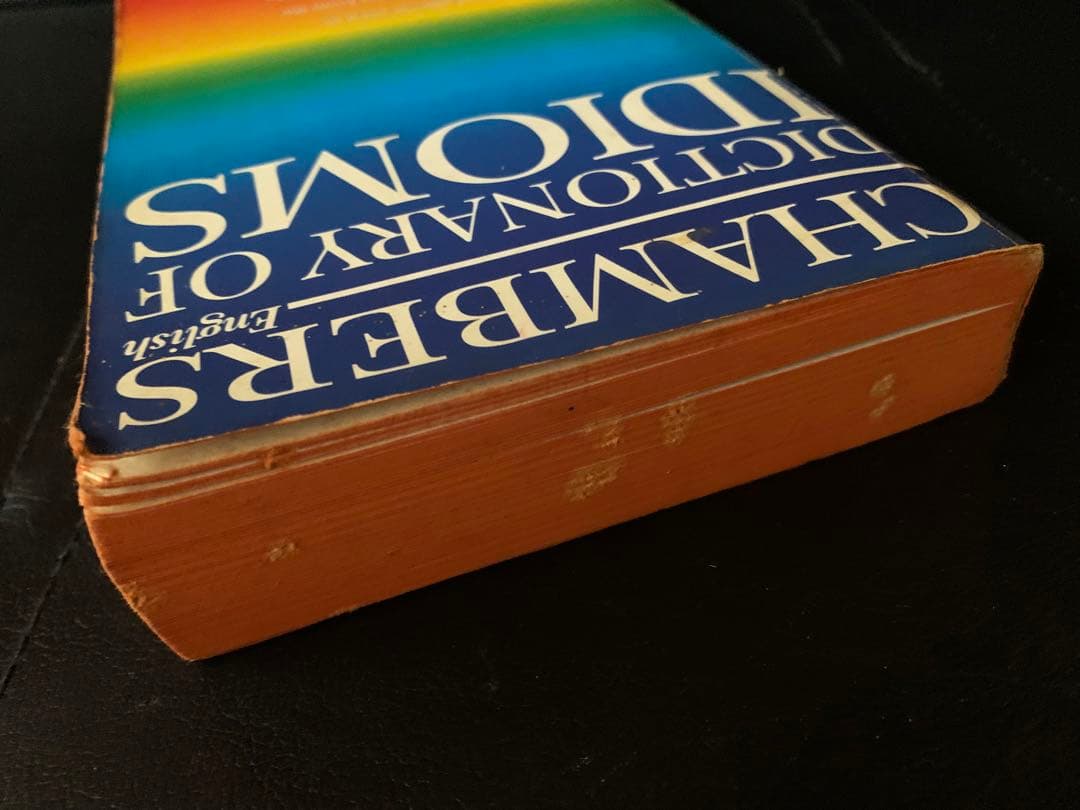 CHAMBERS
English
DICTIONARY OF
IDIOMS